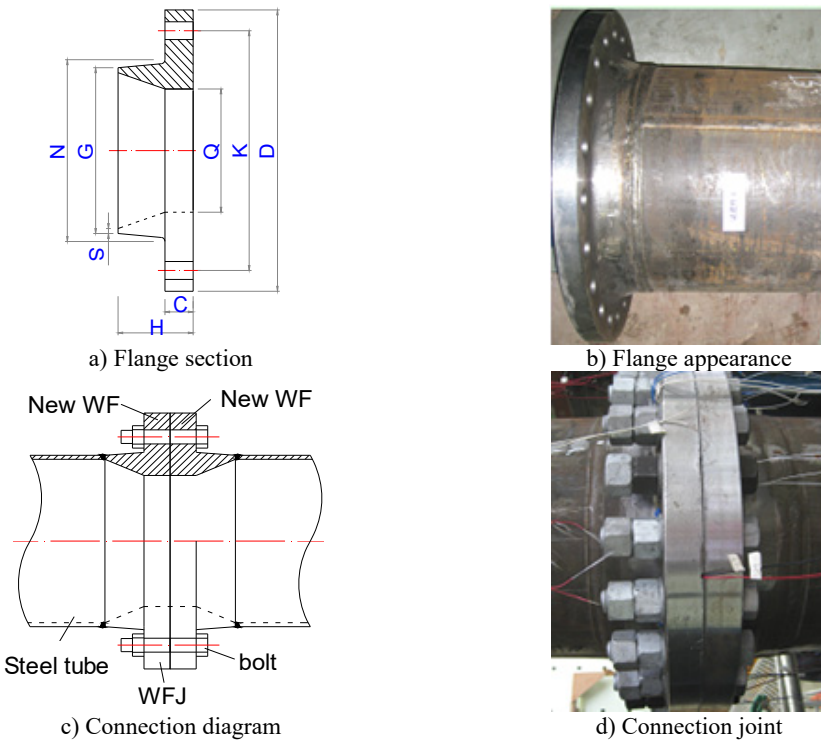 N
G
Q
K
D
S
C
H
a) Flange section
b) Flange appearance
New WF
New WF
Steel tube
bolt
WFJ
c) Connection diagram
d) Connection joint